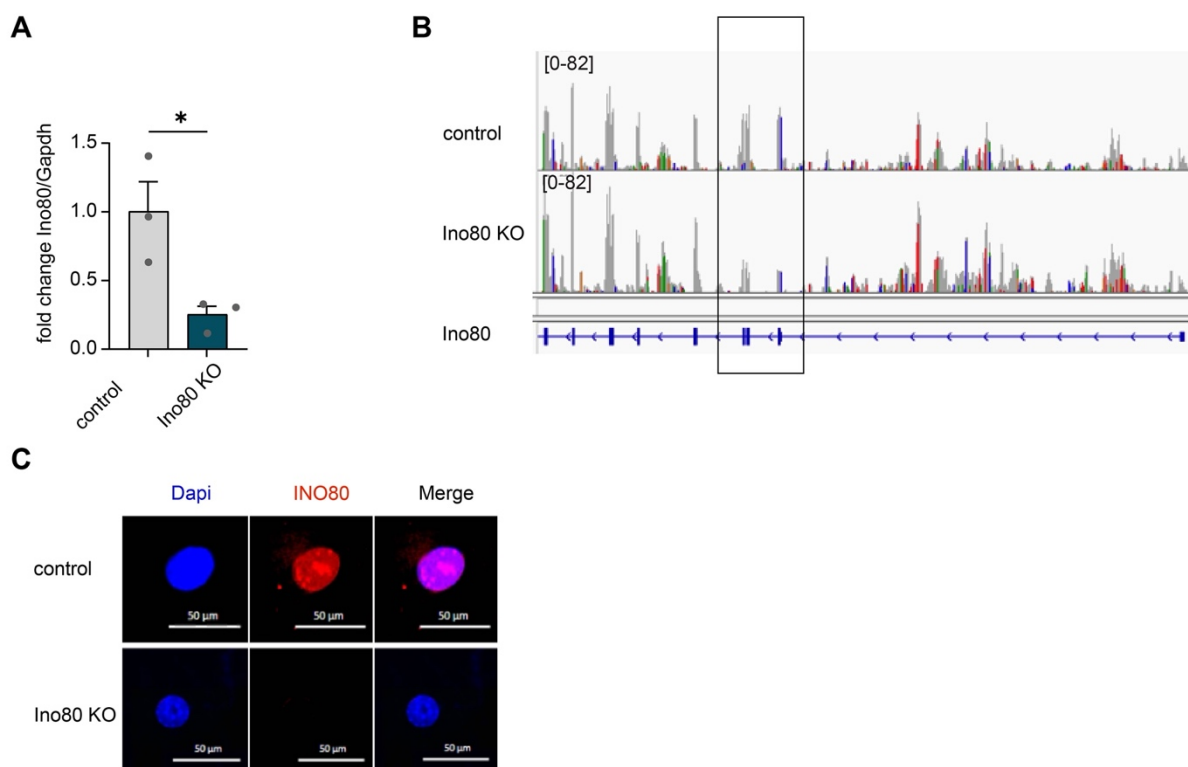 A
*
fold change Ino80/Gapdh
1.5
1.0
0.5
0.0
control
Ino80 KO
B
[0-82]
control
[0-82]
Ino80 KO
Ino80
C
Dapi INO80 Merge
control
50 µm 50 µm 50 µm
Ino80 KO
50 µm 50 µm 50 µm